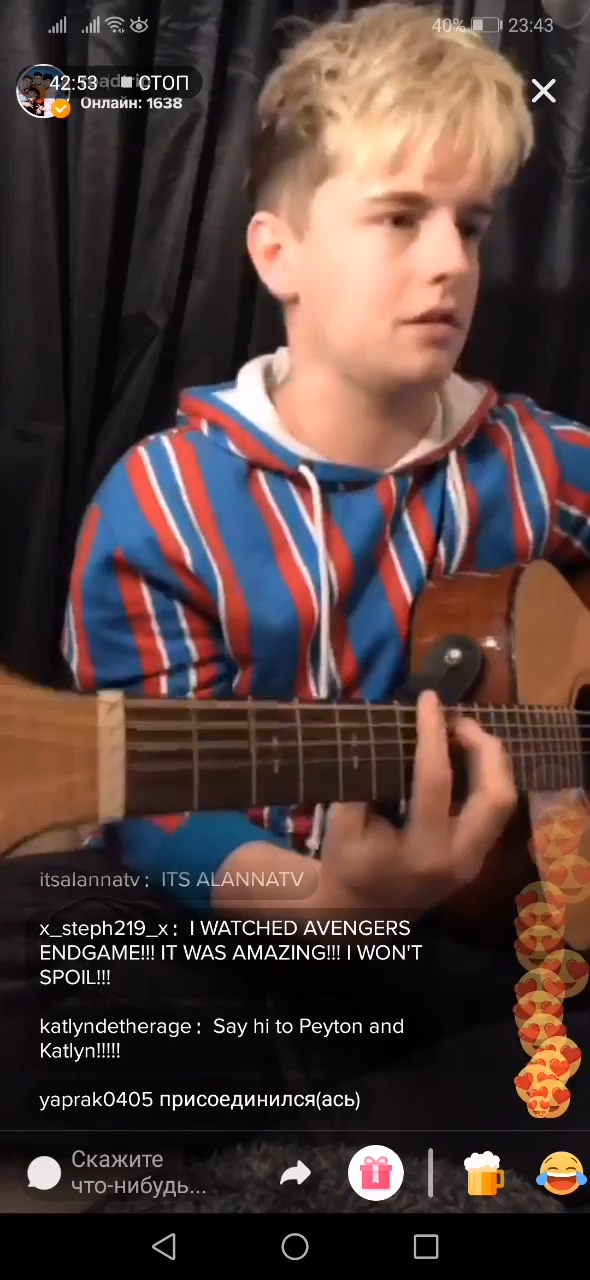 40% 23:43
42:53 СТОП
Онлайн: 1638
itsalannatv : ITS ALANNATV
x_steph219_x : I WATCHED AVENGERS
ENDGAME!!! IT WAS AMAZING!!! I WON'T
SPOIL!!!
katlyndetherage : Say hi to Peyton and
Katlyn!!!!!
yaprak0405 присоединился(ась)
Скажите
что-нибудь...